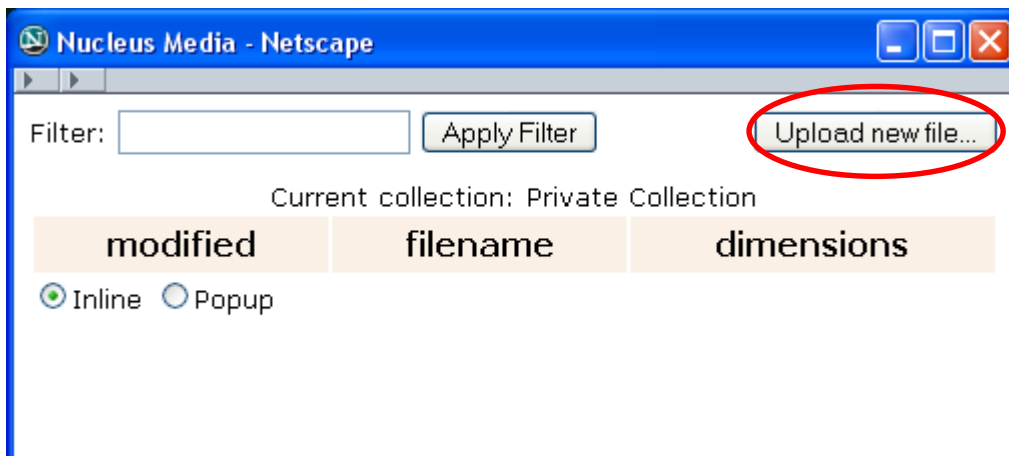 Nucleus Media - Netscape
Filter: Apply Filter Upload new file...
Current collection: Private Collection
modified filename dimensions
Inline Popup